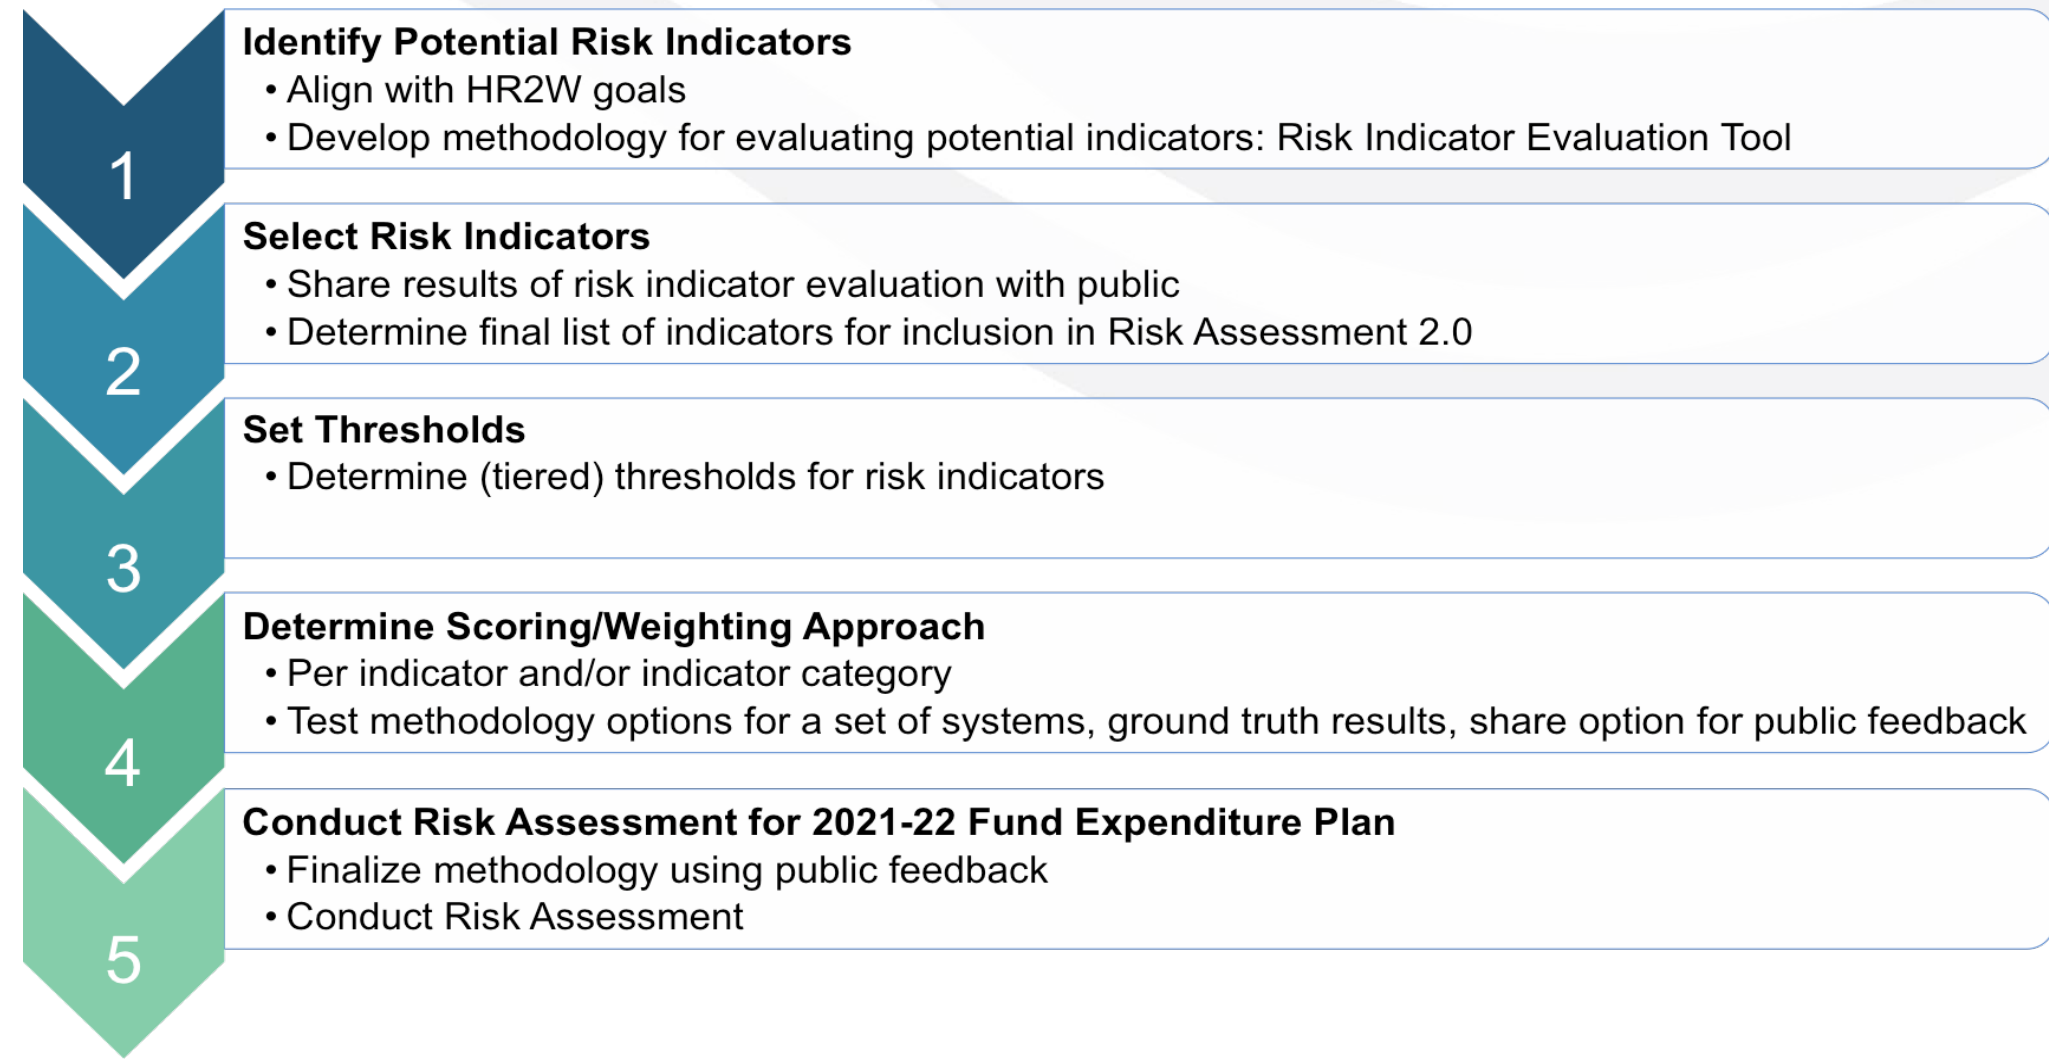 1
Identify Potential Risk Indicators
• Align with HR2W goals
• Develop methodology for evaluating potential indicators: Risk Indicator Evaluation Tool
2
Select Risk Indicators
• Share results of risk indicator evaluation with public
• Determine final list of indicators for inclusion in Risk Assessment 2.0
3
Set Thresholds
• Determine (tiered) thresholds for risk indicators
4
Determine Scoring/Weighting Approach
• Per indicator and/or indicator category
• Test methodology options for a set of systems, ground truth results, share option for public feedback
5
Conduct Risk Assessment for 2021-22 Fund Expenditure Plan
• Finalize methodology using public feedback
• Conduct Risk Assessment